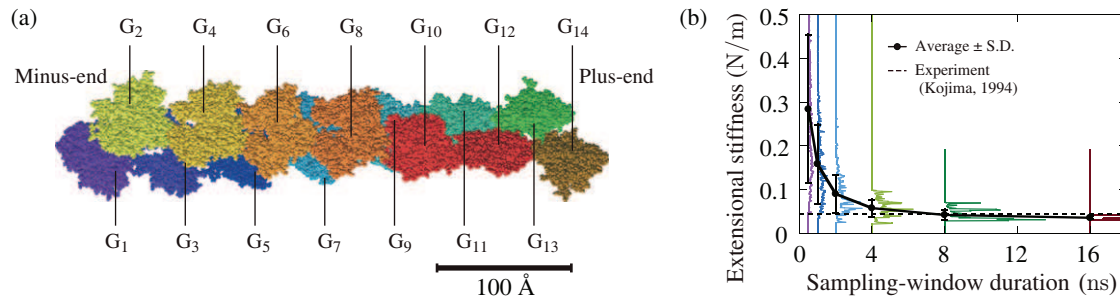 (a)
G2 G4 G6 G8 G10 G12 G14
Minus-end Plus-end
G1 G3 G5 G7 G9 G11 G13
100 Å
(b)
Extensional stiffness (N/m)
0.5
0.4
0.3
0.2
0.1
0
Average ± S.D.
Experiment
(Kojima, 1994)
0 4 8 12 16
Sampling-window duration (ns)